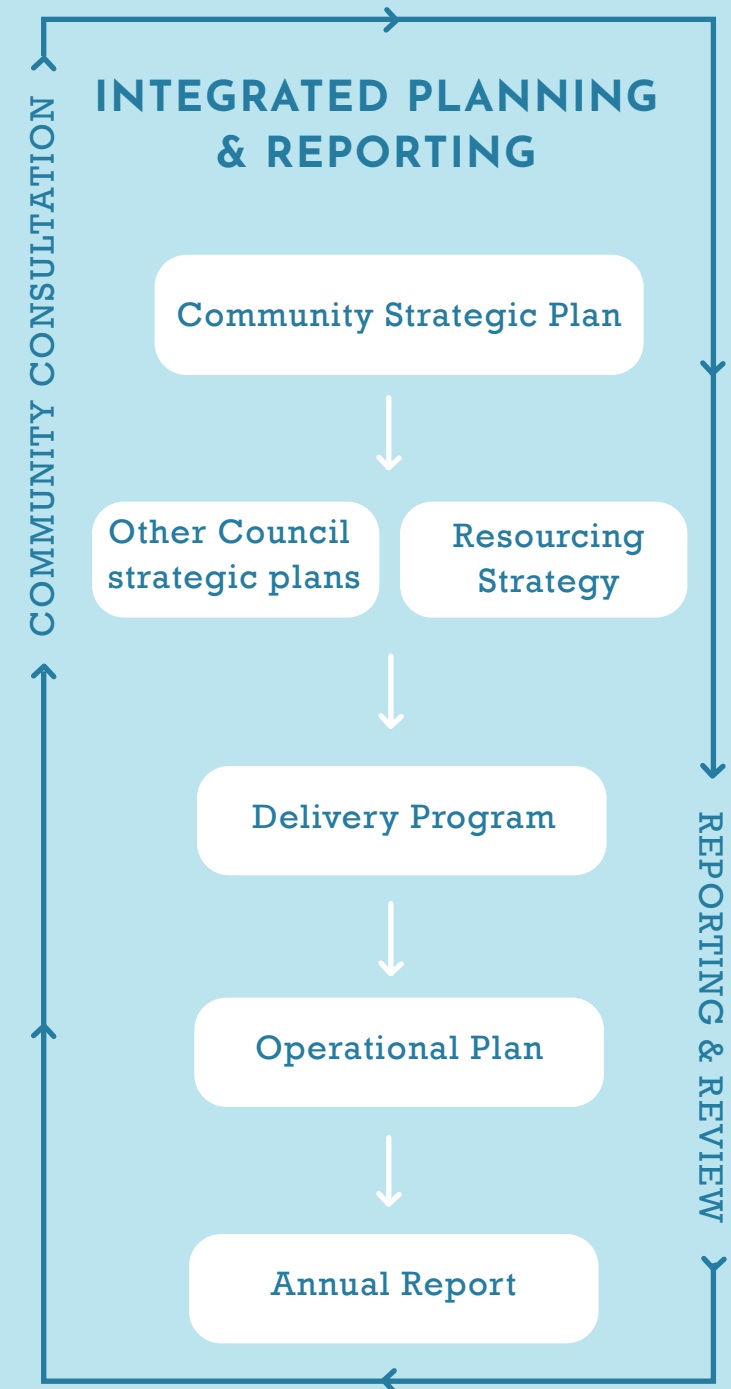 INTEGRATED PLANNING
& REPORTING
COMMUNITY CONSULTATION
Community Strategic Plan
Other Council
strategic plans
Resourcing
Strategy
Delivery Program
Operational Plan
Annual Report
REPORTING & REVIEW